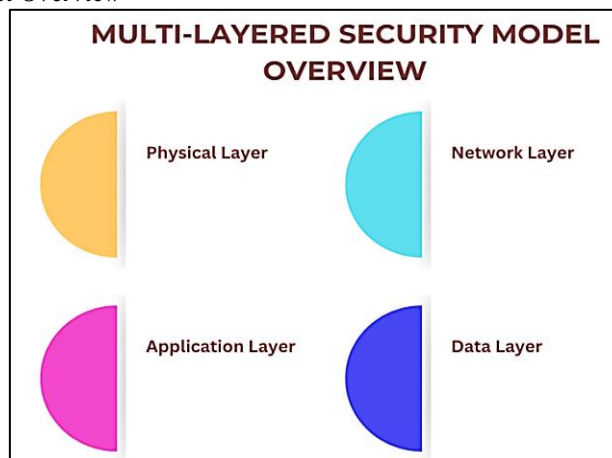 MULTI-LAYERED SECURITY MODEL
OVERVIEW
Physical Layer
Network Layer
Application Layer
Data Layer